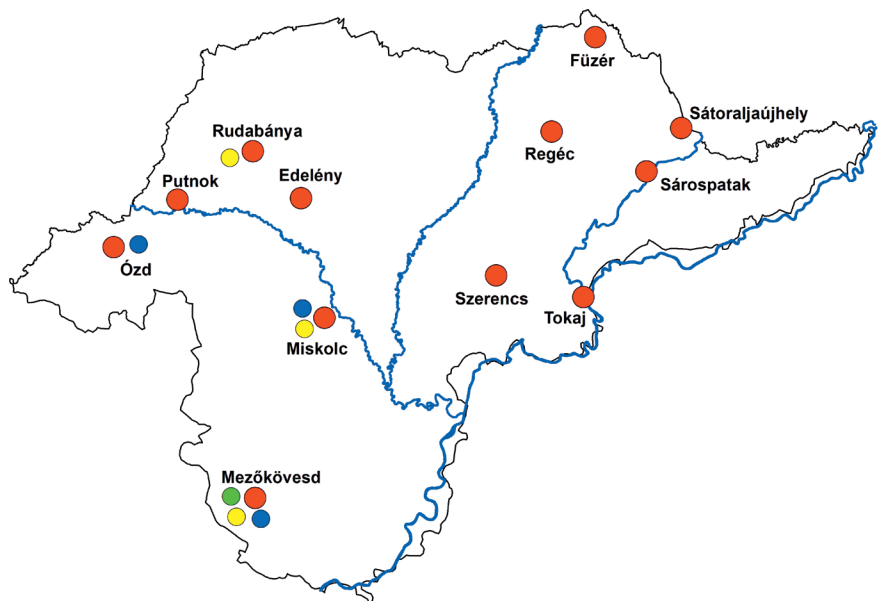 Füzér
Sátoraljaújhely
Rudabánya
Regéc
Edelény
Putnok
Sárospatak
Ózd
Szerencs
Tokaj
Miskolc
Mezőkövesd